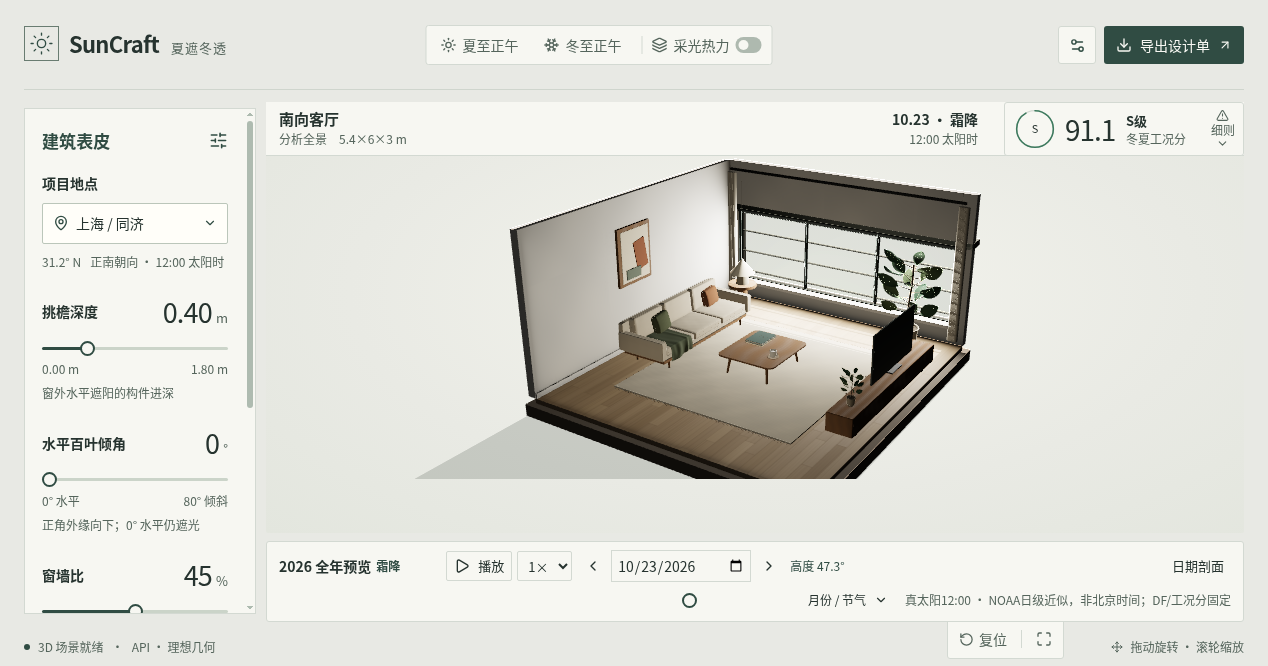 SunCraft 夏遮冬透
夏至正午 冬至正午 采光热力
导出设计单
建筑表皮
项目地点
上海 / 同济
31.2° N 正南朝向 · 12:00 太阳时
挑檐深度 0.40 m
0.00 m 1.80 m
窗外水平遮阳的构件进深
水平百叶倾角 0 °
0° 水平 80° 倾斜
正角外缘向下；0° 水平仍遮光
窗墙比 45 %
南向客厅
分析全景 5.4×6×3 m
10.23 · 霜降
12:00 太阳时
S 91.1 S级
冬夏工况分
细则
2026 全年预览 霜降 播放 1× 10/23/2026 高度 47.3° 日期剖面
月份 / 节气 真太阳12:00 · NOAA日级近似，非北京时间；DF/工况分固定
3D 场景就绪 · API · 理想几何
复位
拖动旋转 · 滚轮缩放